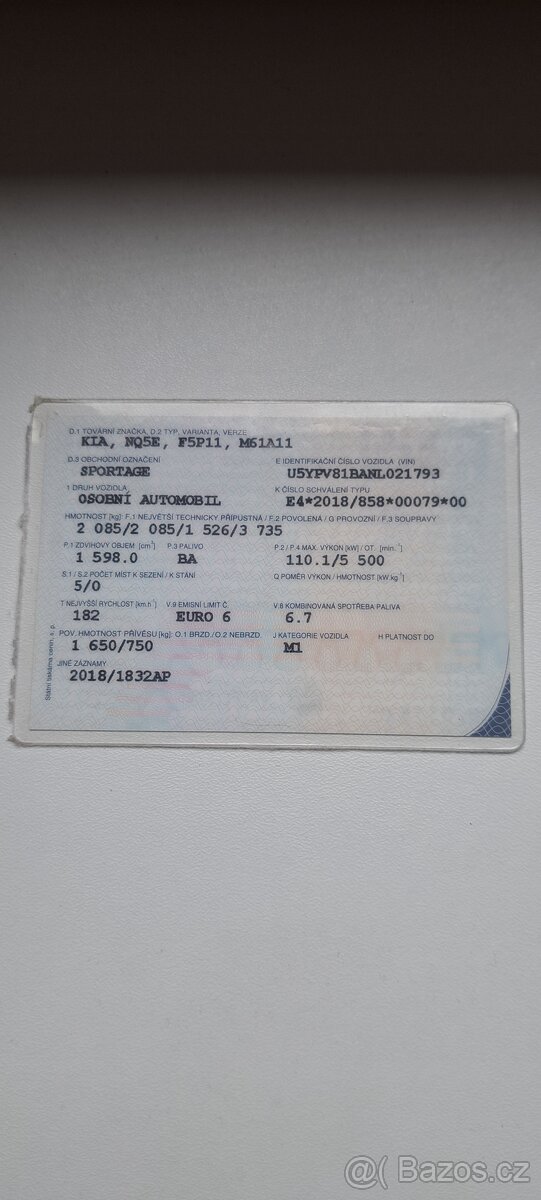 D.1 TOVÁRNÍ ZNAČKA, D.2 TYP, VARIANTA, VERZE
KIA, NQ5E, F5P11, M61A11
D.3 OBCHODNÍ OZNAČENÍ E IDENTIFIKAČNÍ ČÍSLO VOZIDLA (VIN)
SPORTAGE U5YPV81BANL021793
1 DRUH VOZIDLA K ČÍSLO SCHVÁLENÍ TYPU
OSOBNÍ AUTOMOBIL E4*2018/858*00079*00
HMOTNOST [kg]: F.1 NEJVĚTŠÍ TECHNICKY PŘÍPUSTNÁ / F.2 POVOLENÁ / G PROVOZNÍ / F.3 SOUPRAVY
2 085/2 085/1 526/3 735
P.1 ZDVIHOVÝ OBJEM [cm³] P.3 PALIVO P.2 / P.4 MAX. VÝKON [kW] / OT. [min.⁻¹]
1 598.0 BA 110.1/5 500
S.1 / S.2 POČET MÍST K SEZENÍ / K STÁNÍ Q POMĚR VÝKON / HMOTNOST [kW.kg⁻¹]
5/0
T NEJVYŠŠÍ RYCHLOST [km.h⁻¹] V.9 EMISNÍ LIMIT Č. V.8 KOMBINOVANÁ SPOTŘEBA PALIVA
182 EURO 6 6.7
POV. HMOTNOST PŘÍVĚSU [kg]: O.1 BRZD./O.2 NEBRZD. J KATEGORIE VOZIDLA H PLATNOST DO
1 650/750 M1
JINÉ ZÁZNAMY
2018/1832AP
Státní tiskárna cenin, s. p.
@( Bazos.cz